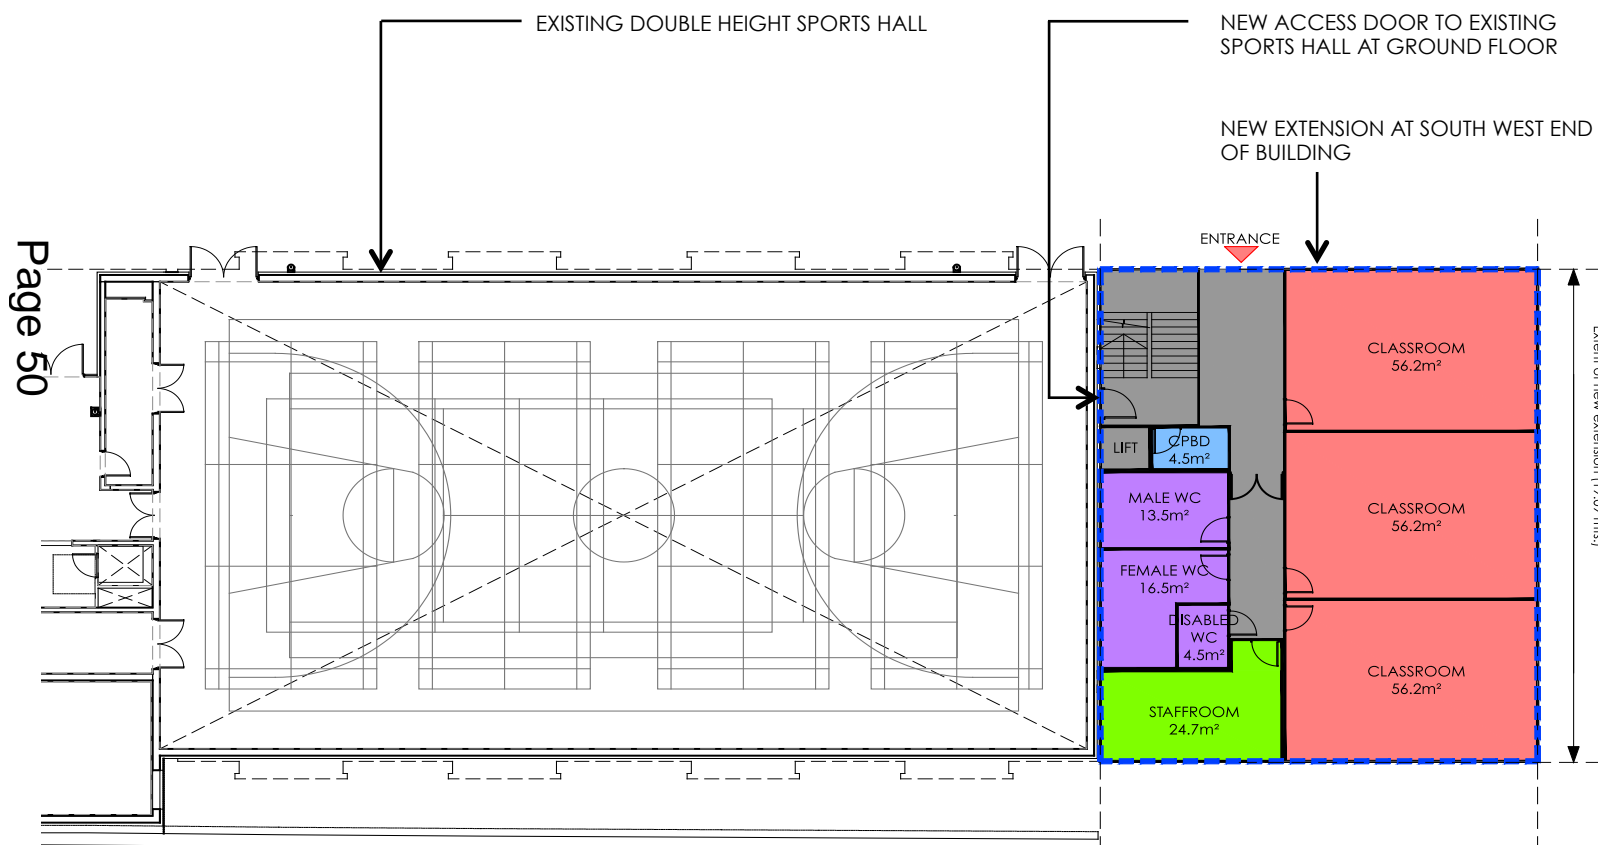 EXISTING DOUBLE HEIGHT SPORTS HALL
NEW ACCESS DOOR TO EXISTING
SPORTS HALL AT GROUND FLOOR
NEW EXTENSION AT SOUTH WEST END
OF BUILDING
Page 50
ENTRANCE
CLASSROOM
56.2m²
LIFT
CPBD
4.5m²
MALE WC
13.5m²
CLASSROOM
56.2m²
FEMALE WC
16.5m²
DISABLED
WC
4.5m²
CLASSROOM
56.2m²
STAFFROOM
24.7m²